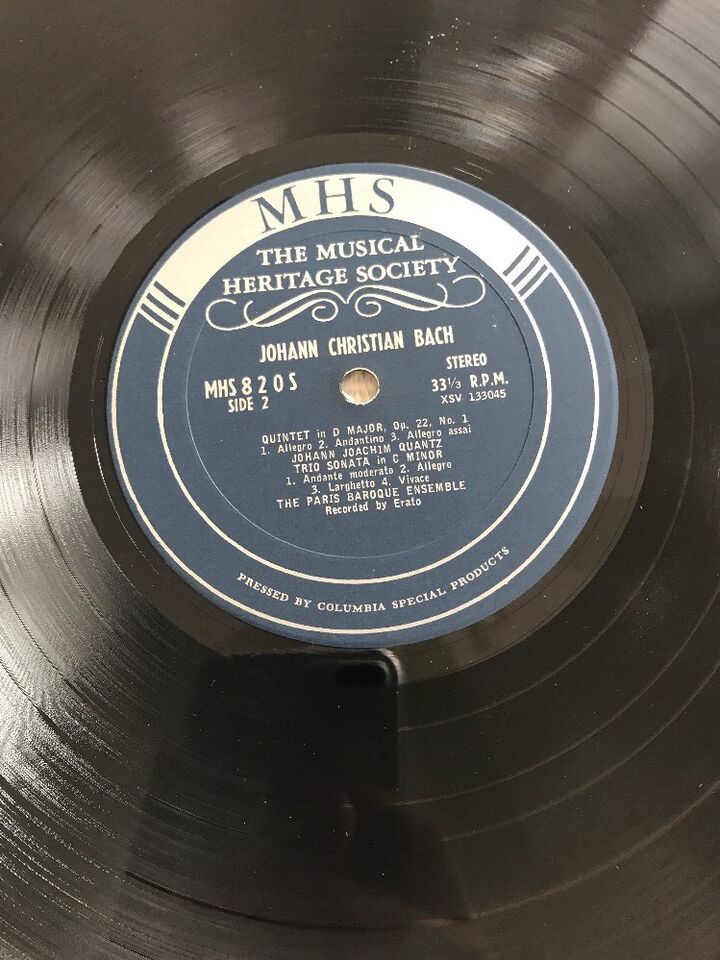 MHS
THE MUSICAL
HERITAGE SOCIETY
JOHANN CHRISTIAN BACH
MHS 820 S
SIDE 2
STEREO
33⅓ R.P.M.
XSV 133045
QUINTET in D MAJOR, Op. 22, No. 1
1. Allegro 2. Andantino 3. Allegro assai
JOHANN JOACHIM QUANTZ
TRIO SONATA in C MINOR
1. Andante moderato 2. Allegro
3. Larghetto 4. Vivace
THE PARIS BAROQUE ENSEMBLE
Recorded by Erato
PRESSED BY COLUMBIA SPECIAL PRODUCTS